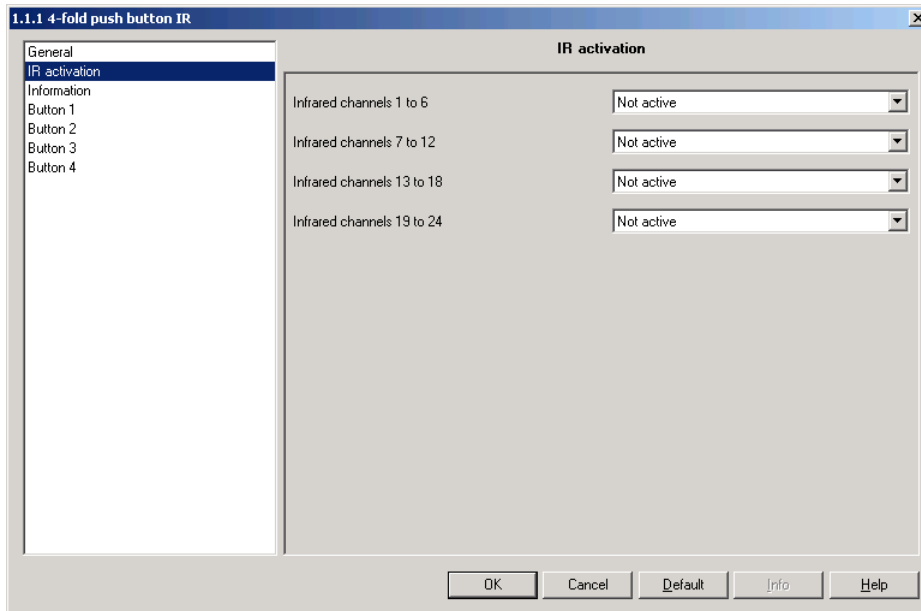 1.1.1 4-fold push button IR
General
IR activation
Information
Button 1
Button 2
Button 3
Button 4
IR activation
Infrared channels 1 to 6 Not active
Infrared channels 7 to 12 Not active
Infrared channels 13 to 18 Not active
Infrared channels 19 to 24 Not active
OK Cancel Default Info Help